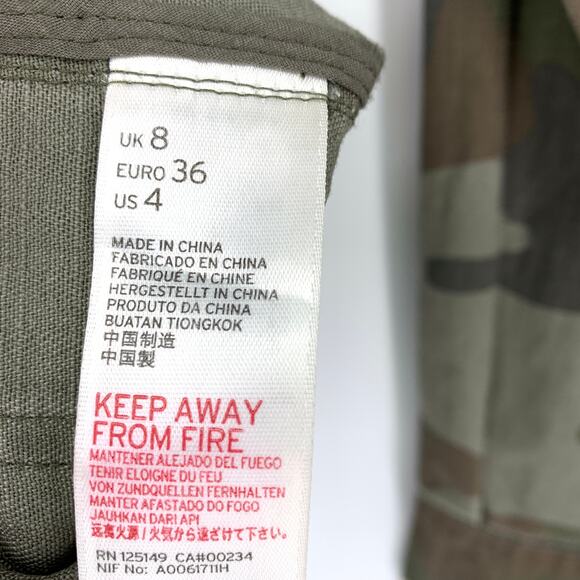 UK 8
EURO 36
US 4
MADE IN CHINA
FABRICADO EN CHINA
FABRIQUÉ EN CHINE
HERGESTELLT IN CHINA
PRODUTO DA CHINA
BUATAN TIONGKOK
中国制造
中国製
KEEP AWAY
FROM FIRE
MANTENER ALEJADO DEL FUEGO
TENIR ELOIGNE DU FEU
VON ZUNDQUELLEN FERNHALTEN
MANTER AFASTADO DO FOGO
JAUHKAN DARI API
远离火源 / 火気から遠ざけて下さい。
RN 125149 CA#00234
NIF No: A0061711H